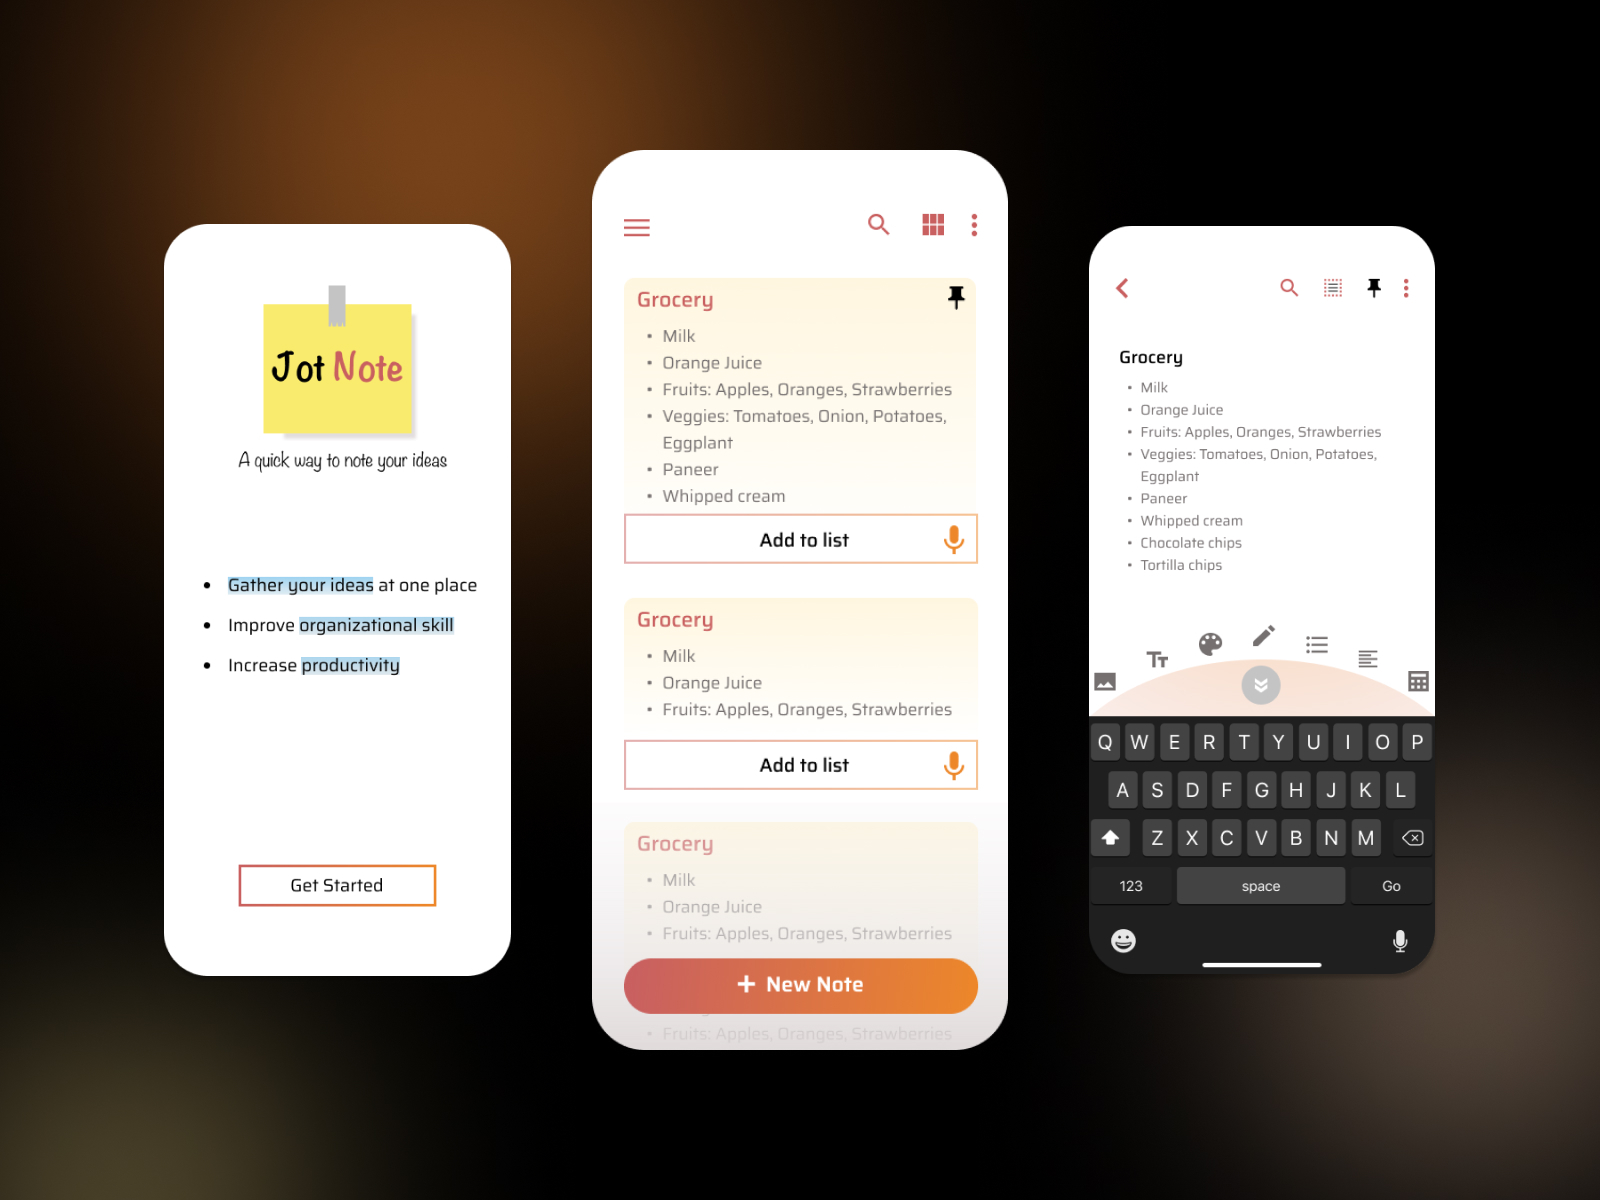 Jot Note
A quick way to note your ideas
• Gather your ideas at one place
• Improve organizational skill
• Increase productivity
Get Started
Grocery
• Milk
• Orange Juice
• Fruits: Apples, Oranges, Strawberries
• Veggies: Tomatoes, Onion, Potatoes,
Eggplant
• Paneer
• Whipped cream
Add to list
Grocery
• Milk
• Orange Juice
• Fruits: Apples, Oranges, Strawberries
Add to list
Grocery
• Milk
• Orange Juice
• Fruits: Apples, Oranges, Strawberries
+ New Note
• Fruits: Apples, Oranges, Strawberries
Grocery
• Milk
• Orange Juice
• Fruits: Apples, Oranges, Strawberries
• Veggies: Tomatoes, Onion, Potatoes,
Eggplant
• Paneer
• Whipped cream
• Chocolate chips
• Tortilla chips
Tт
Q W E R T Y U I O P
A S D F G H J K L
Z X C V B N M
123 space Go